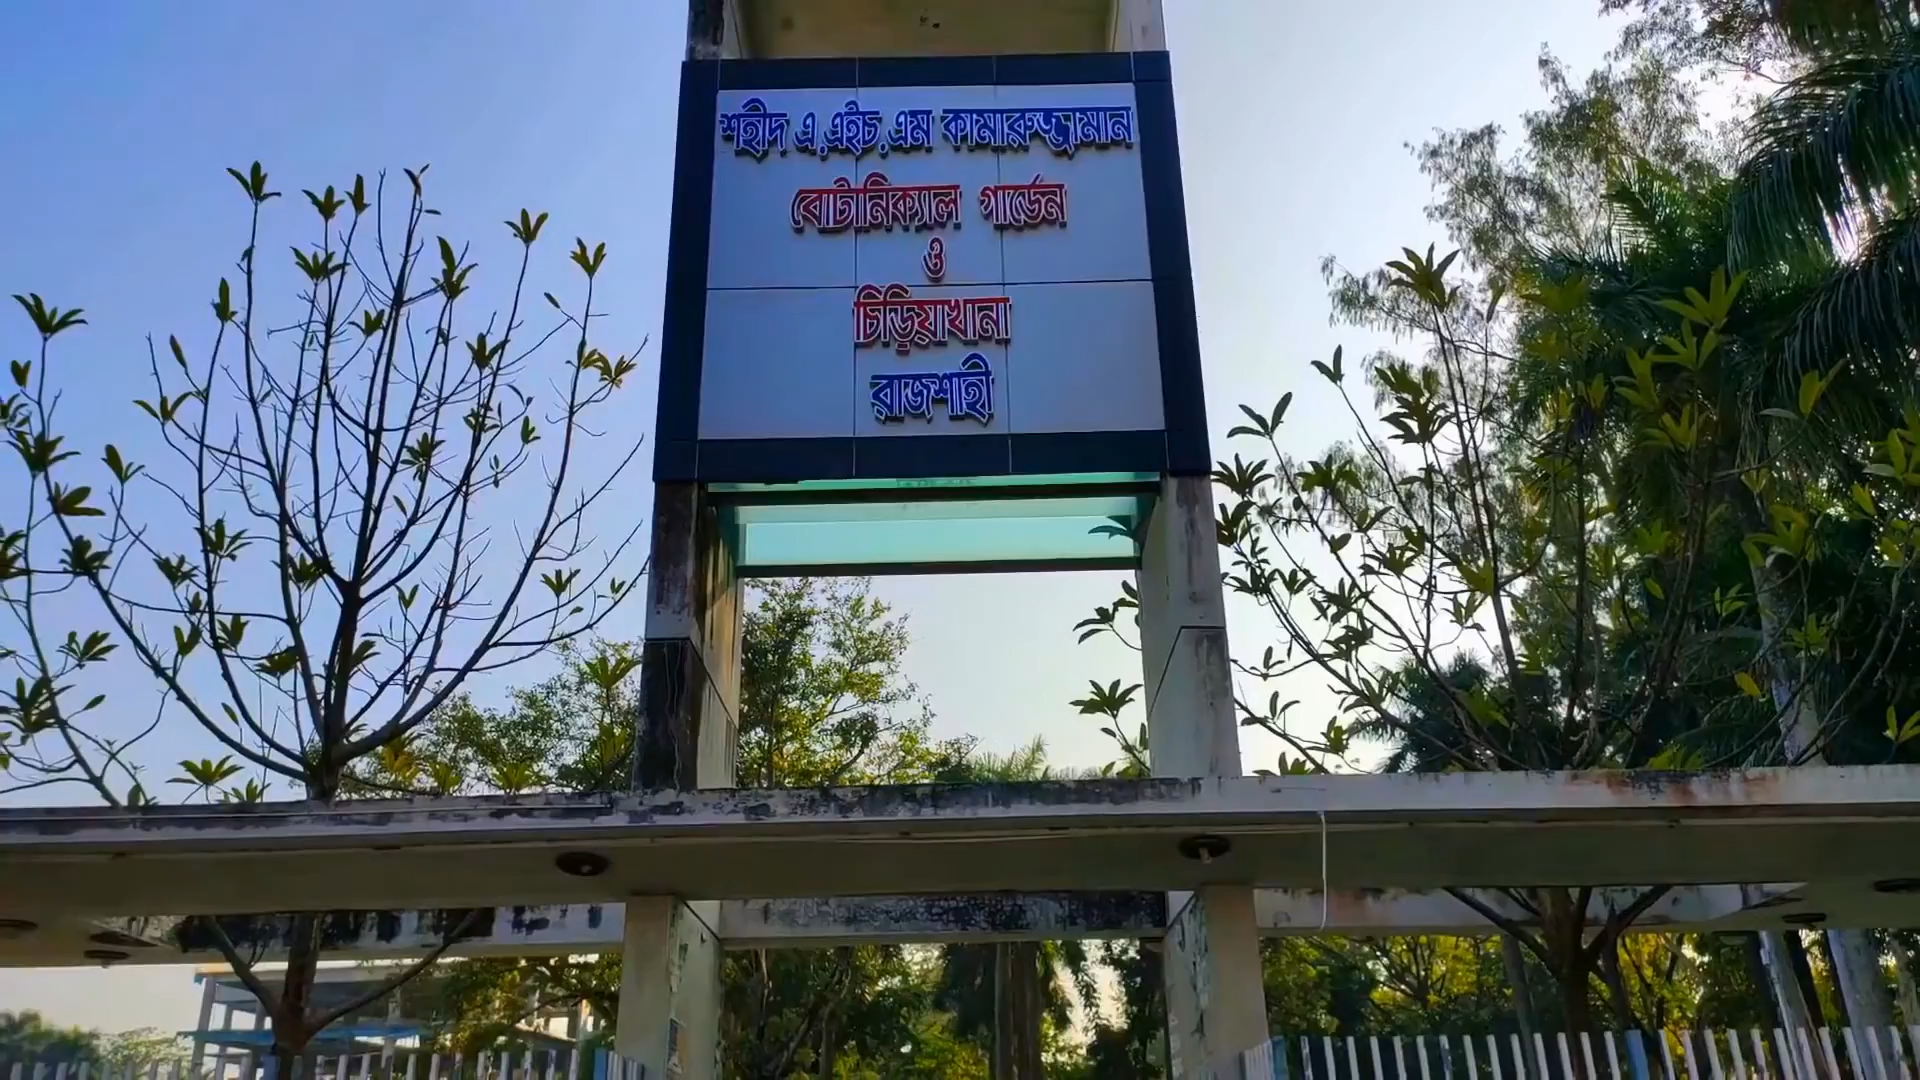 শহীদ এ.এইচ.এম কামারুজ্জামান
বোটানিক্যাল গার্ডেন
ও
চিড়িয়াখানা
রাজশাহী